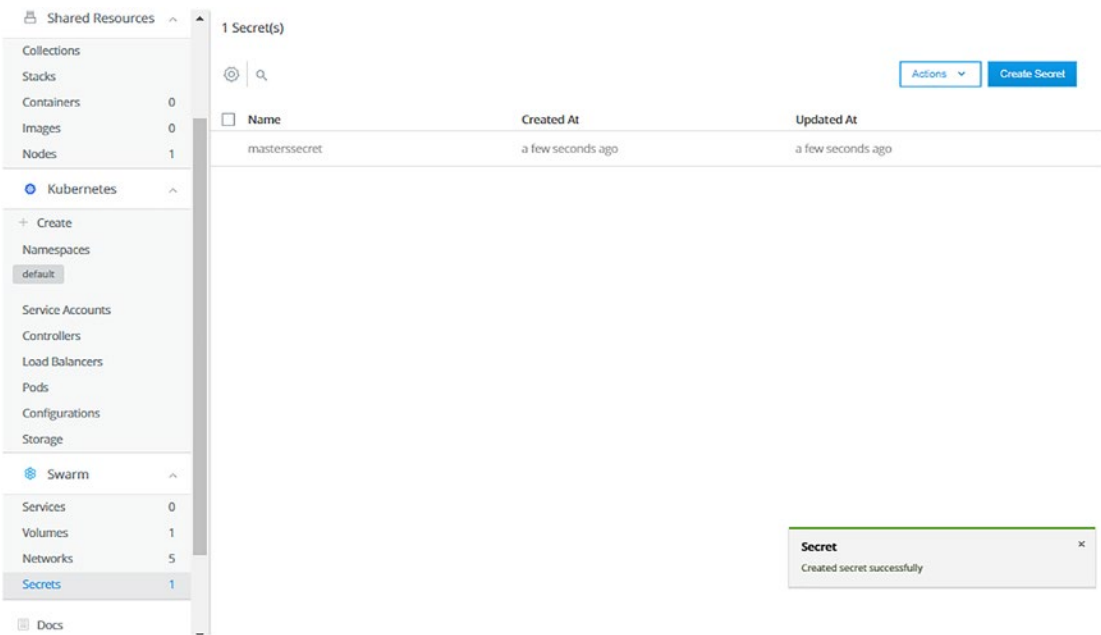 Shared Resources
Collections
Stacks
Containers 0
Images 0
Nodes 1
Kubernetes
+ Create
Namespaces
default
Service Accounts
Controllers
Load Balancers
Pods
Configurations
Storage
Swarm
Services 0
Volumes 1
Networks 5
Secrets 1
Docs
1 Secret(s)
Actions
Create Secret
Name Created At Updated At
masterssecret a few seconds ago a few seconds ago
Secret
Created secret successfully